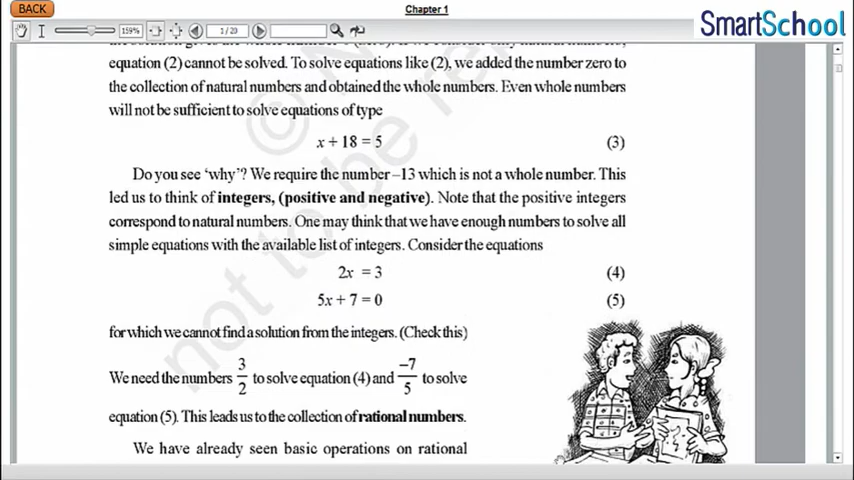 BACK
Chapter 1
SmartSchool
159%
1 / 20
equation (2) cannot be solved. To solve equations like (2), we added the number zero to
the collection of natural numbers and obtained the whole numbers. Even whole numbers
will not be sufficient to solve equations of type
x + 18 = 5 (3)
Do you see ‘why’? We require the number –13 which is not a whole number. This
led us to think of integers, (positive and negative). Note that the positive integers
correspond to natural numbers. One may think that we have enough numbers to solve all
simple equations with the available list of integers. Consider the equations
2x = 3 (4)
5x + 7 = 0 (5)
for which we cannot find a solution from the integers. (Check this)
We need the numbers 3/2 to solve equation (4) and –7/5 to solve
equation (5). This leads us to the collection of rational numbers.
We have already seen basic operations on rational
© not to be re